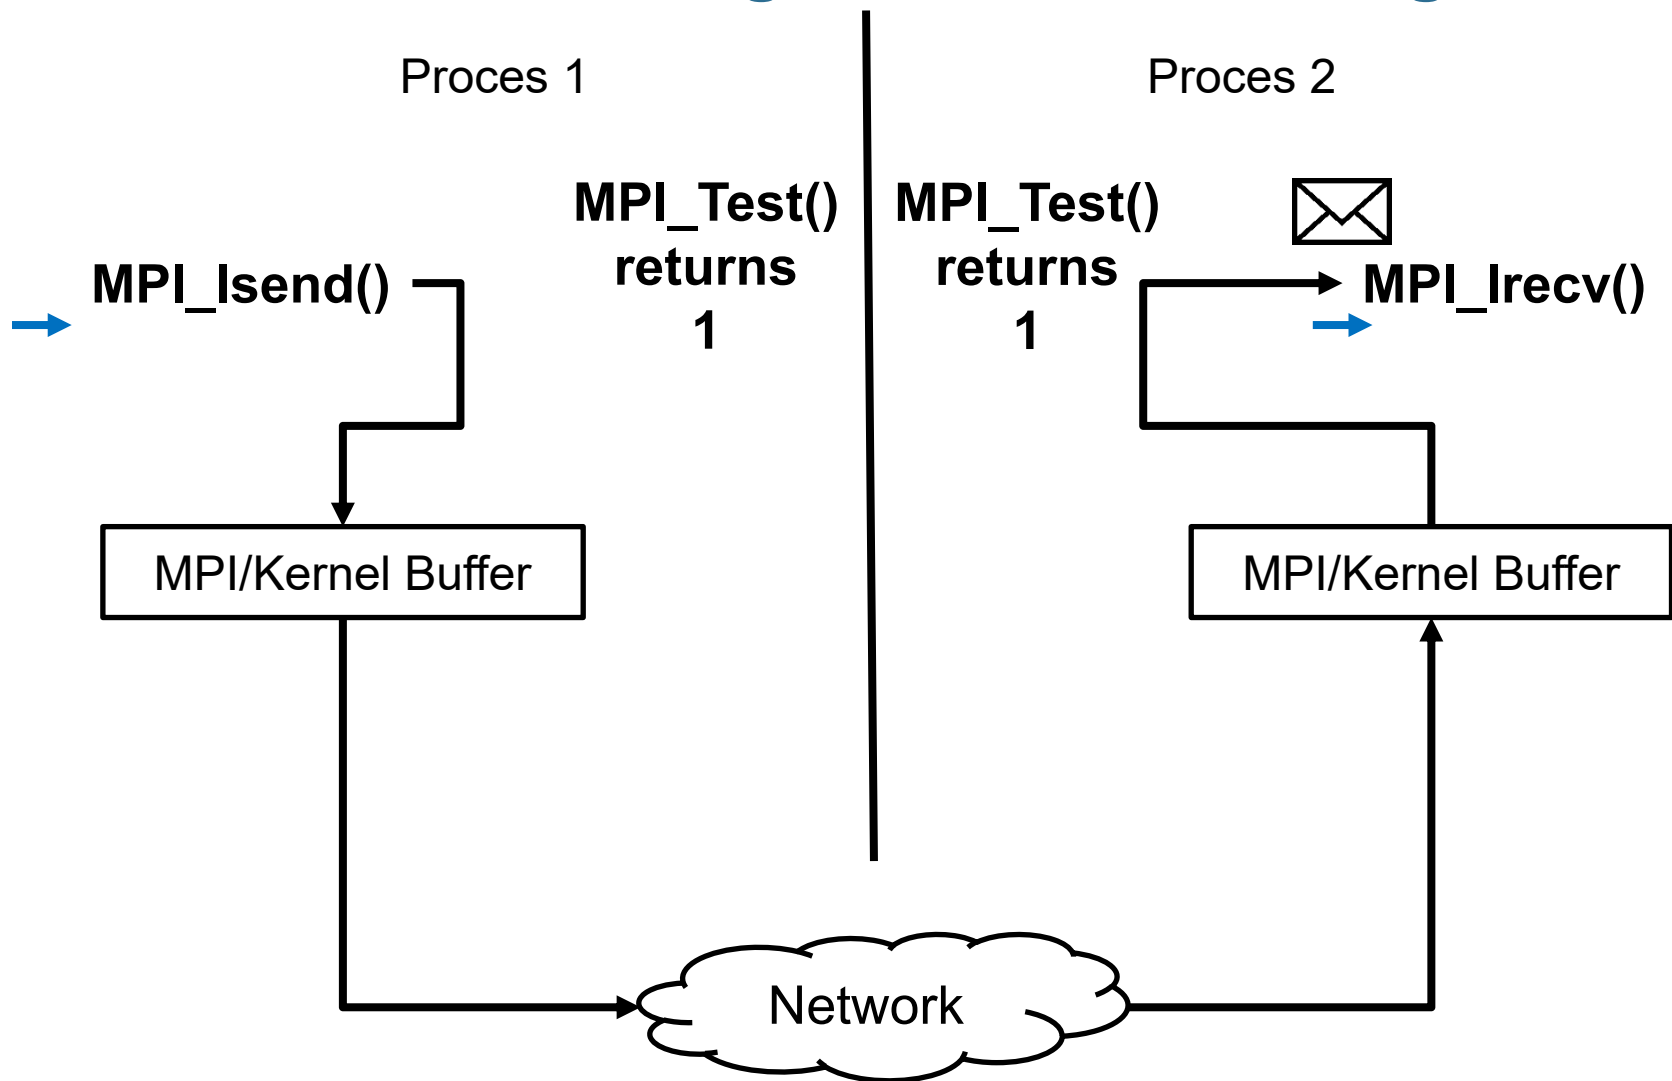 Proces 1
Proces 2
MPI_Test()
returns
1
MPI_Test()
returns
1
MPI_Isend()
MPI_Irecv()
MPI/Kernel Buffer
MPI/Kernel Buffer
Network